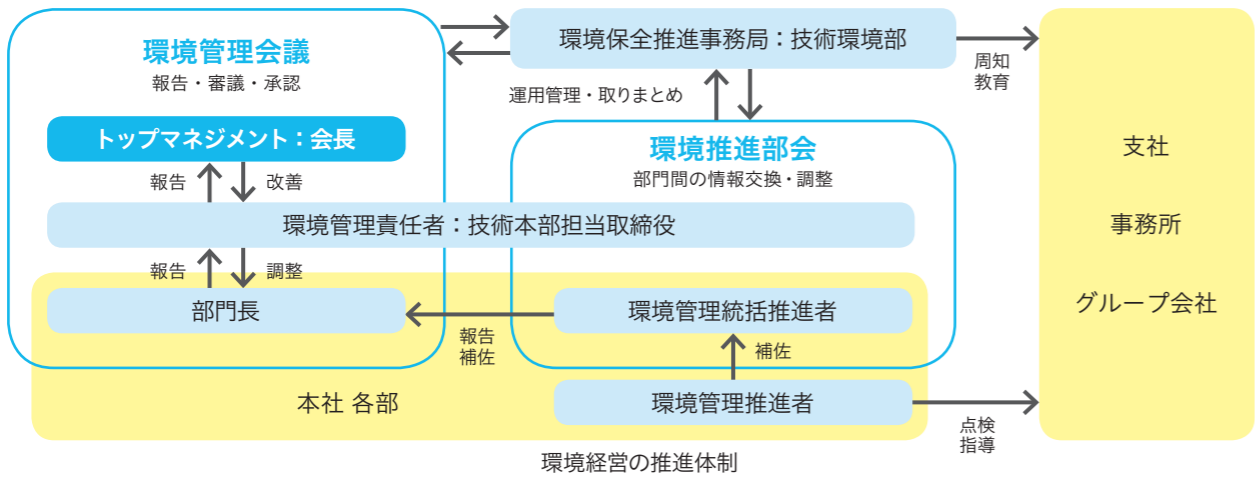 環境管理会議
報告・審議・承認
トップマネジメント：会長
報告
改善
環境管理責任者：技術本部担当取締役
報告
調整
部門長
報告
補佐
本社 各部
環境保全推進事務局：技術環境部
運用管理・取りまとめ
環境推進部会
部門間の情報交換・調整
環境管理統括推進者
補佐
環境管理推進者
周知
教育
支社
事務所
グループ会社
点検
指導
環境経営の推進体制